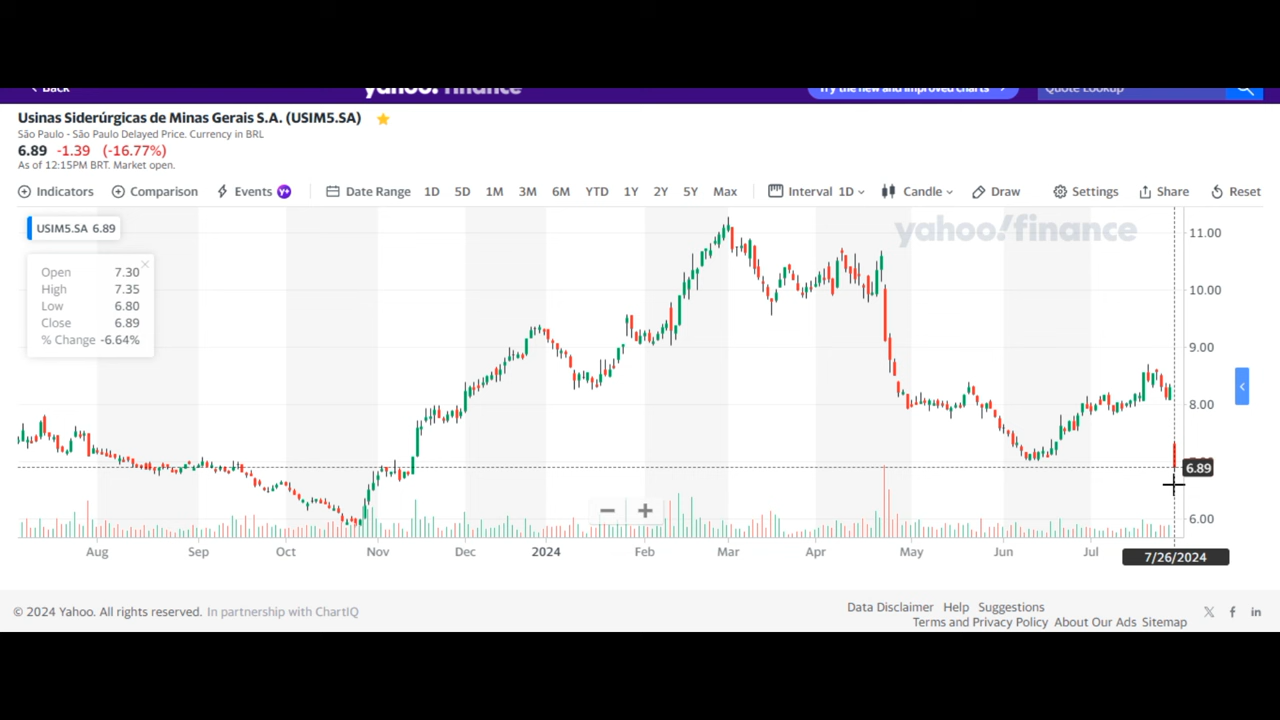 Back yahoo! finance Try the new and improved charts Quote Lookup
Usinas Siderúrgicas de Minas Gerais S.A. (USIM5.SA)
São Paulo - São Paulo Delayed Price. Currency in BRL
6.89 -1.39 (-16.77%)
As of 12:15PM BRT. Market open.
Indicators Comparison Events Y+ Date Range 1D 5D 1M 3M 6M YTD 1Y 2Y 5Y Max Interval 1D Candle Draw Settings Share Reset
USIM5.SA 6.89
yahoo!finance
Open 7.30
High 7.35
Low 6.80
Close 6.89
% Change -6.64%
11.00
10.00
9.00
8.00
6.89
6.00
Aug Sep Oct Nov Dec 2024 Feb Mar Apr May Jun Jul
7/26/2024
© 2024 Yahoo. All rights reserved. In partnership with ChartIQ
Data Disclaimer Help Suggestions
Terms and Privacy Policy About Our Ads Sitemap